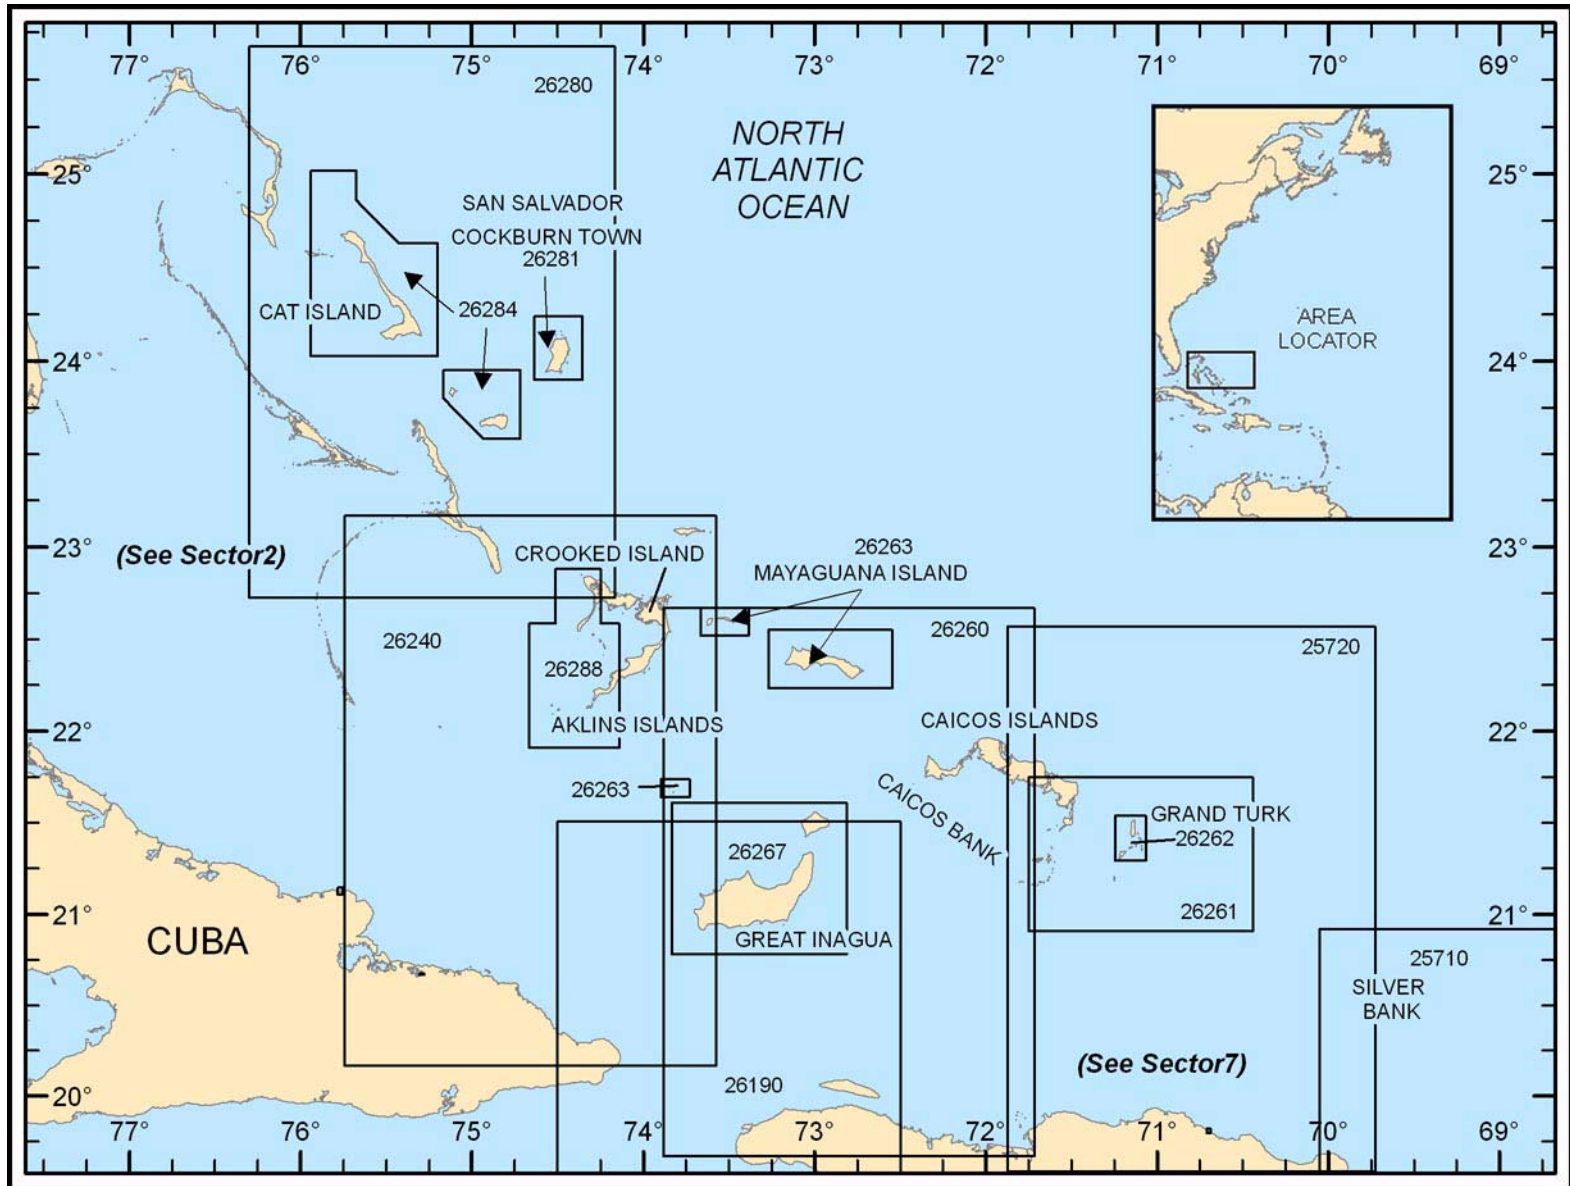 77°
76°
75°
74°
73°
72°
71°
70°
69°
26280
NORTH
ATLANTIC
OCEAN
25°
25°
SAN SALVADOR
COCKBURN TOWN
26281
CAT ISLAND
26284
AREA
LOCATOR
24°
24°
23°
23°
(See Sector2)
CROOKED ISLAND
26263
MAYAGUANA ISLAND
26240
26260
25720
26288
22°
22°
AKLINS ISLANDS
CAICOS ISLANDS
26263
CAICOS BANK
GRAND TURK
26262
26267
21°
21°
26261
CUBA
GREAT INAGUA
25710
SILVER
BANK
(See Sector7)
26190
20°
20°
77°
76°
75°
74°
73°
72°
71°
70°
69°